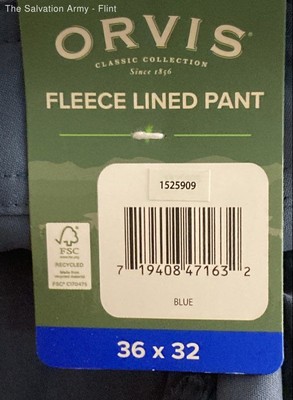 The Salvation Army - Flint
ORVIS
CLASSIC COLLECTION
Since 1856
FLEECE LINED PANT
1525909
7 19408 47163 2
BLUE
FSC
RECYCLED
36 x 32